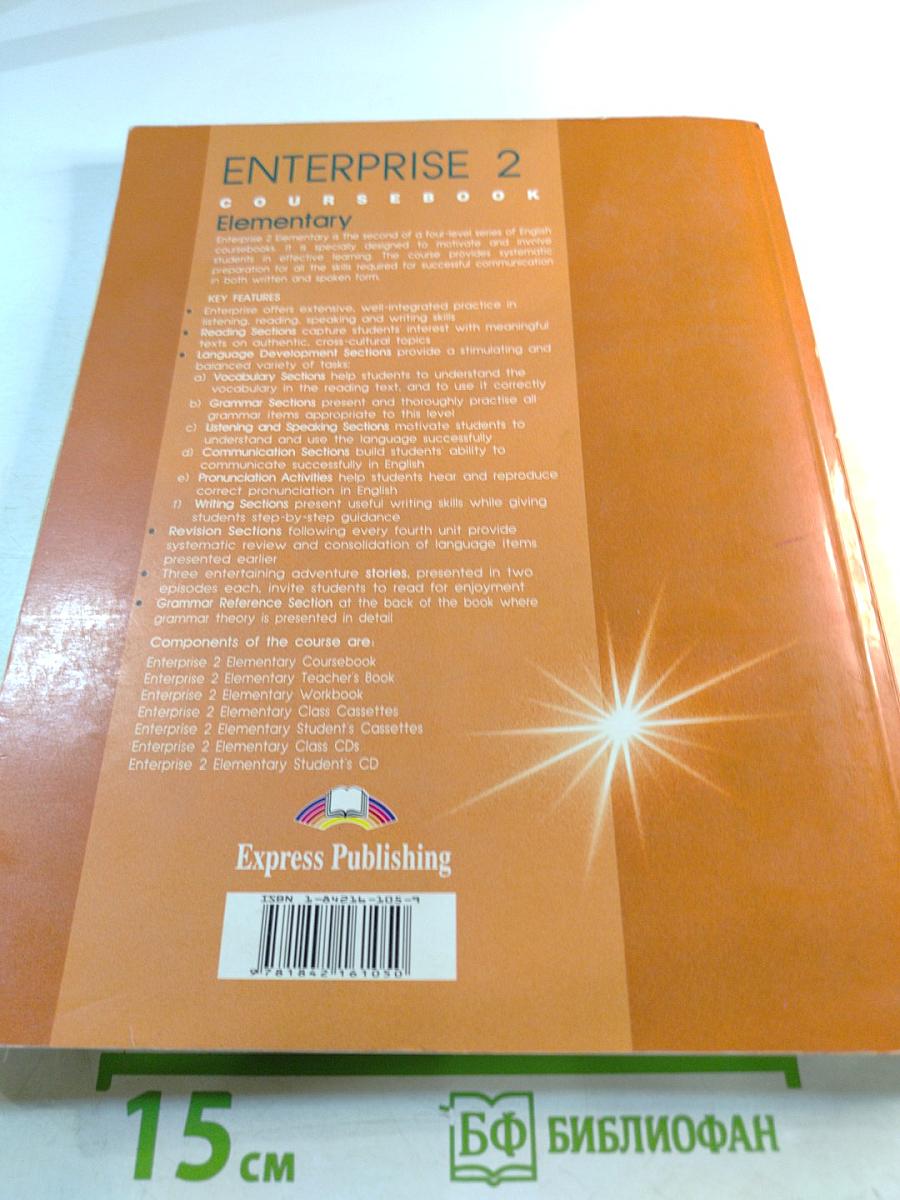 ENTERPRISE 2
COURSEBOOK
Elementary
Enterprise 2 Elementary is the second of a four-level series of English
coursebooks. It is specially designed to motivate and involve
students in effective learning. The course provides systematic
preparation for all the skills required for successful communication
in both written and spoken form.
KEY FEATURES
• Enterprise offers extensive, well-integrated practice in
listening, reading, speaking and writing skills
• Reading Sections capture students interest with meaningful
texts on authentic, cross-cultural topics
• Language Development Sections provide a stimulating and
balanced variety of tasks:
a) Vocabulary Sections help students to understand the
vocabulary in the reading text, and to use it correctly
b) Grammar Sections present and thoroughly practise all
grammar items appropriate to this level
c) Listening and Speaking Sections motivate students to
understand and use the language successfully
d) Communication Sections build students' ability to
communicate successfully in English
e) Pronunciation Activities help students hear and reproduce
correct pronunciation in English
f) Writing Sections present useful writing skills while giving
students step-by-step guidance
• Revision Sections following every fourth unit provide
systematic review and consolidation of language items
presented earlier
• Three entertaining adventure stories, presented in two
episodes each, invite students to read for enjoyment
• Grammar Reference Section at the back of the book where
grammar theory is presented in detail
Components of the course are:
Enterprise 2 Elementary Coursebook
Enterprise 2 Elementary Teacher's Book
Enterprise 2 Elementary Workbook
Enterprise 2 Elementary Class Cassettes
Enterprise 2 Elementary Student's Cassettes
Enterprise 2 Elementary Class CDs
Enterprise 2 Elementary Student's CD
Express Publishing
ISBN 1-84216-105-9
9 781842 161050
15 см
БФ БИБЛИОФАН